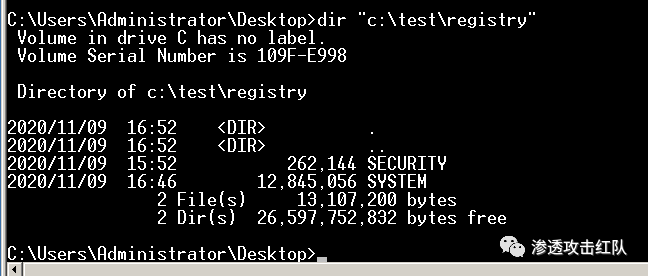 C:\Users\Administrator\Desktop>dir "c:\test\registry"
 Volume in drive C has no label.
 Volume Serial Number is 109F-E998

 Directory of c:\test\registry

2020/11/09  16:52    <DIR>          .
2020/11/09  16:52    <DIR>          ..
2020/11/09  15:52           262,144 SECURITY
2020/11/09  16:46        12,845,056 SYSTEM
               2 File(s)     13,107,200 bytes
               2 Dir(s)  26,597,752,832 bytes free

C:\Users\Administrator\Desktop>
渗透攻击红队